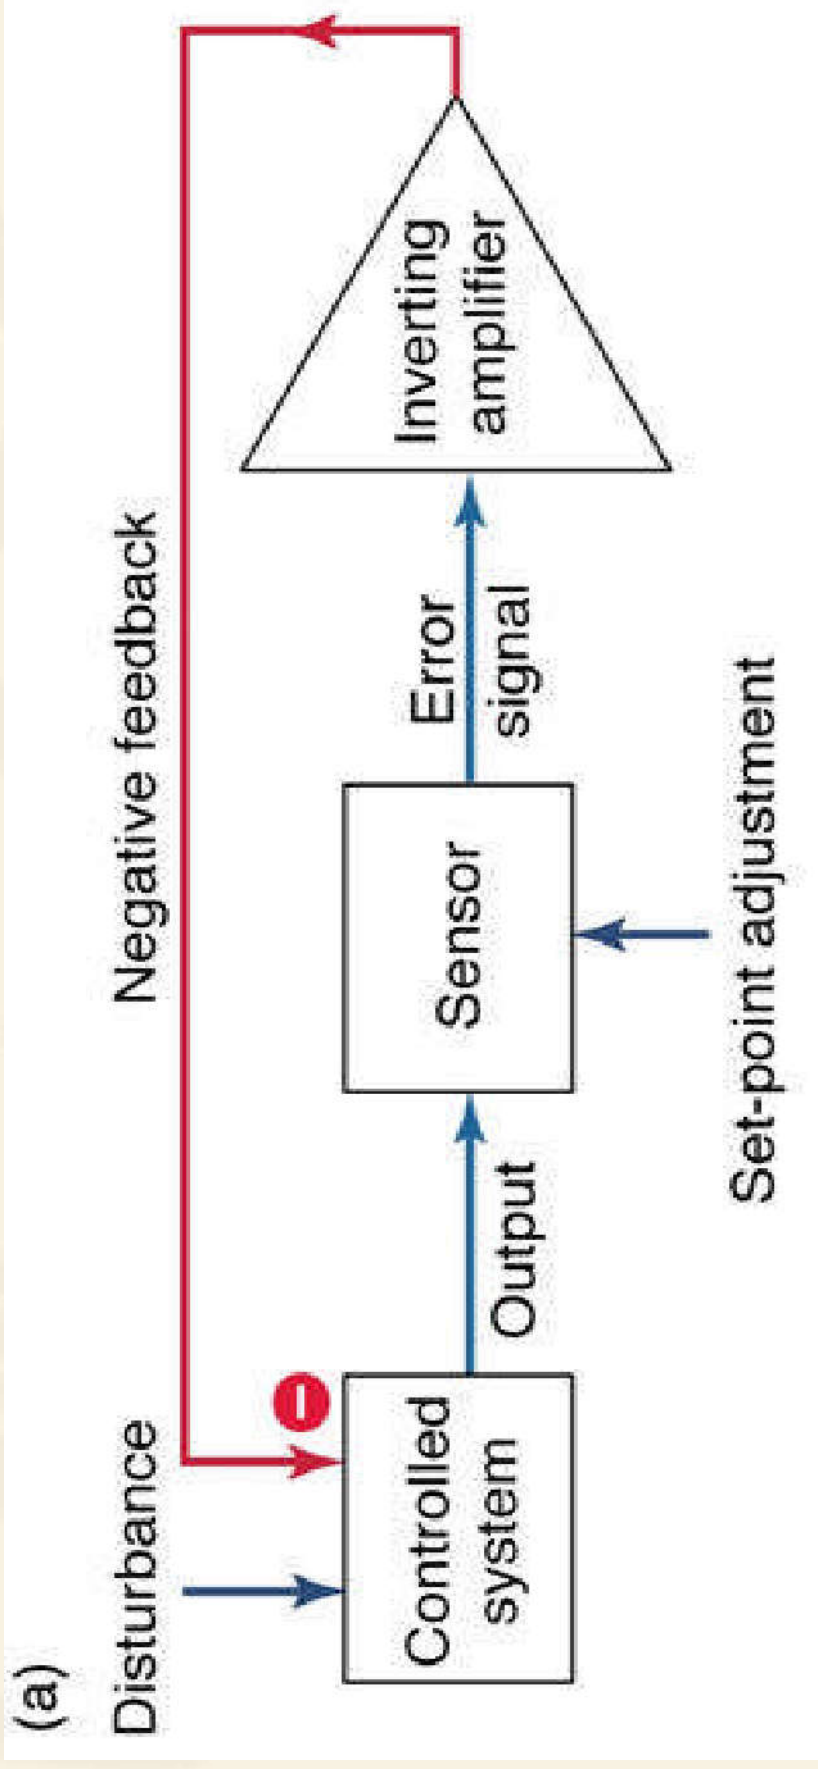 (a)
Disturbance
Negative feedback
Controlled
system
Output
Sensor
Error
signal
Inverting
amplifier
Set-point adjustment